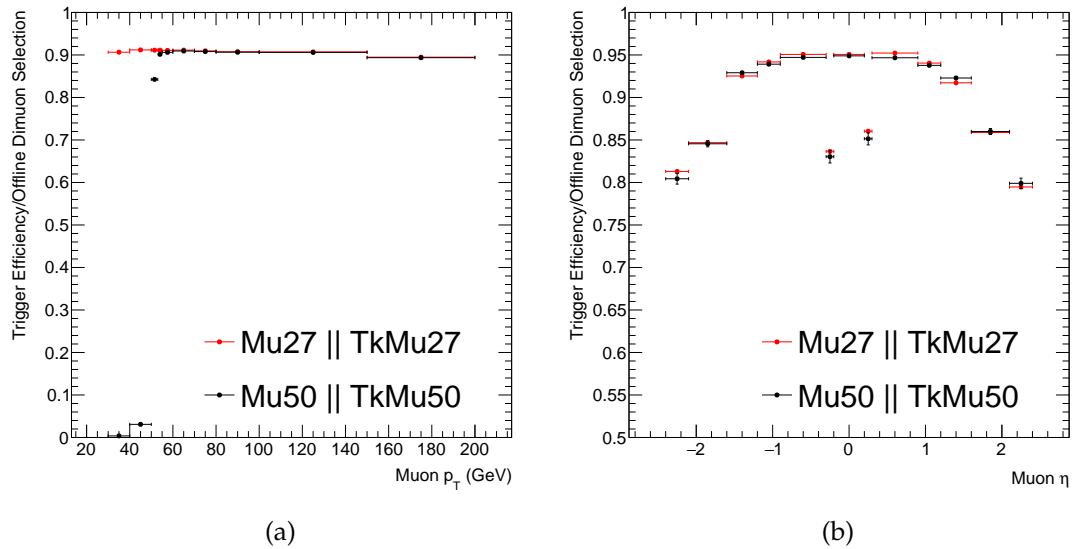 Trigger Efficiency/Offline Dimuon Selection
1
0.9
0.8
0.7
0.6
0.5
0.4
0.3
0.2
0.1
0
Mu27 || TkMu27
Mu50 || TkMu50
20 40 60 80 100 120 140 160 180 200
Muon p_T (GeV)
(a)
Trigger Efficiency/Offline Dimuon Selection
1
0.95
0.9
0.85
0.8
0.75
0.7
0.65
0.6
0.55
0.5
Mu27 || TkMu27
Mu50 || TkMu50
−2 −1 0 1 2
Muon η
(b)